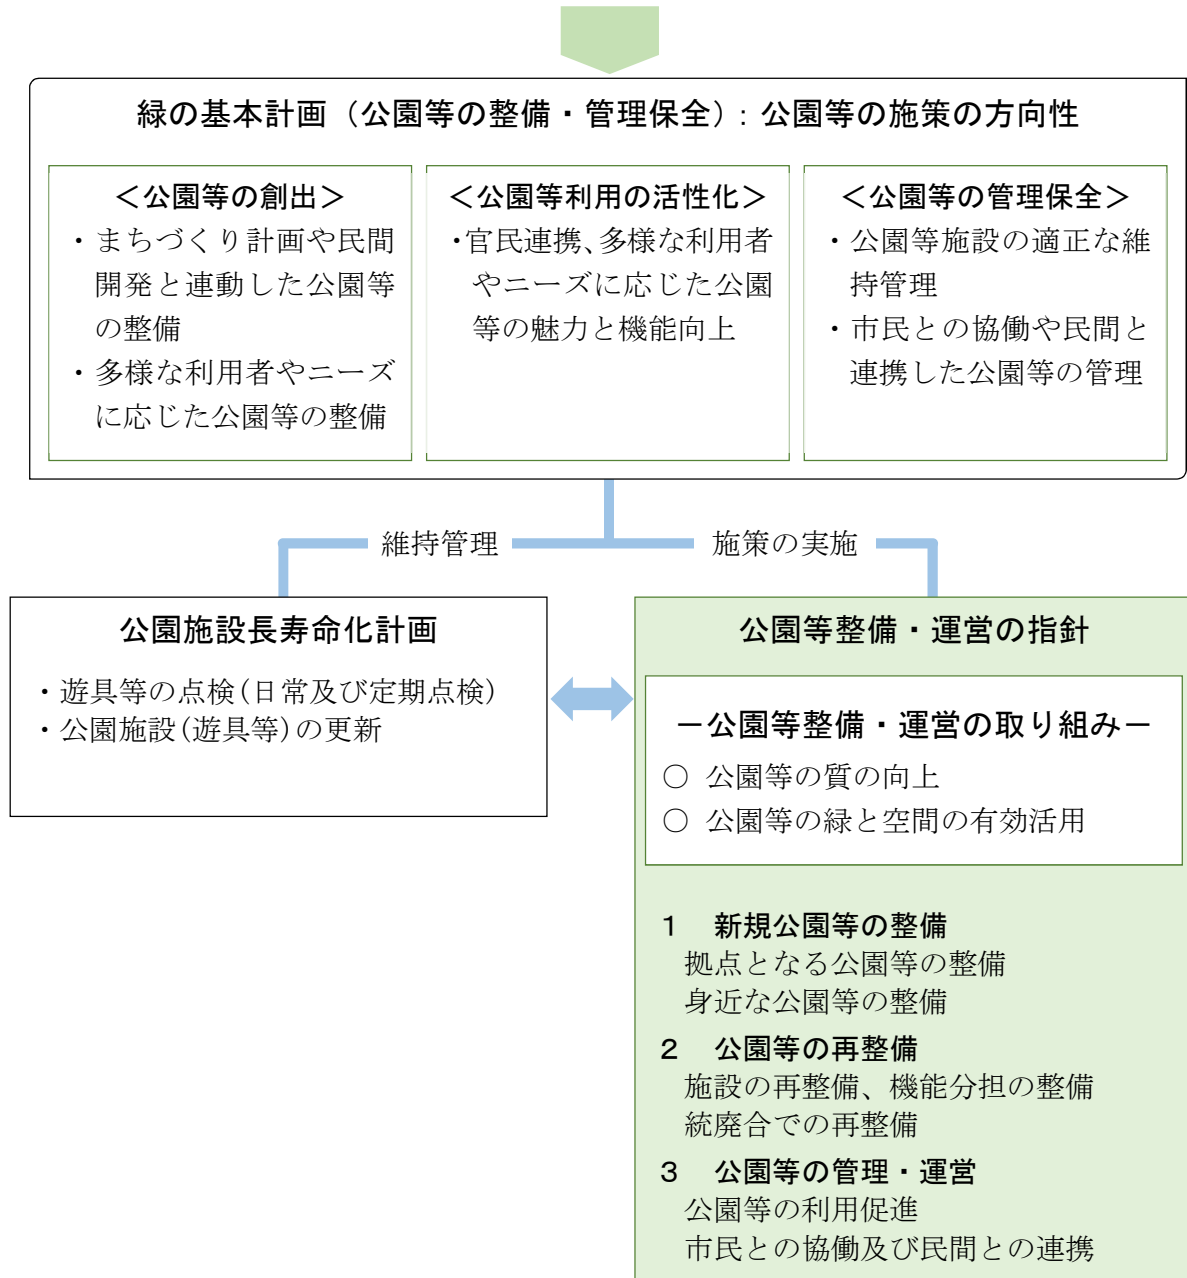 緑の基本計画（公園等の整備・管理保全）：公園等の施策の方向性
＜公園等の創出＞
・まちづくり計画や民間
開発と連動した公園等
の整備
・多様な利用者やニーズ
に応じた公園等の整備
＜公園等利用の活性化＞
・官民連携、多様な利用者
やニーズに応じた公園
等の魅力と機能向上
＜公園等の管理保全＞
・公園等施設の適正な維
持管理
・市民との協働や民間と
連携した公園等の管理
維持管理
施策の実施
公園施設長寿命化計画
・遊具等の点検(日常及び定期点検)
・公園施設(遊具等)の更新
公園等整備・運営の指針
－公園等整備・運営の取り組み－
○ 公園等の質の向上
○ 公園等の緑と空間の有効活用
１　新規公園等の整備
拠点となる公園等の整備
身近な公園等の整備
２　公園等の再整備
施設の再整備、機能分担の整備
統廃合での再整備
３　公園等の管理・運営
公園等の利用促進
市民との協働及び民間との連携